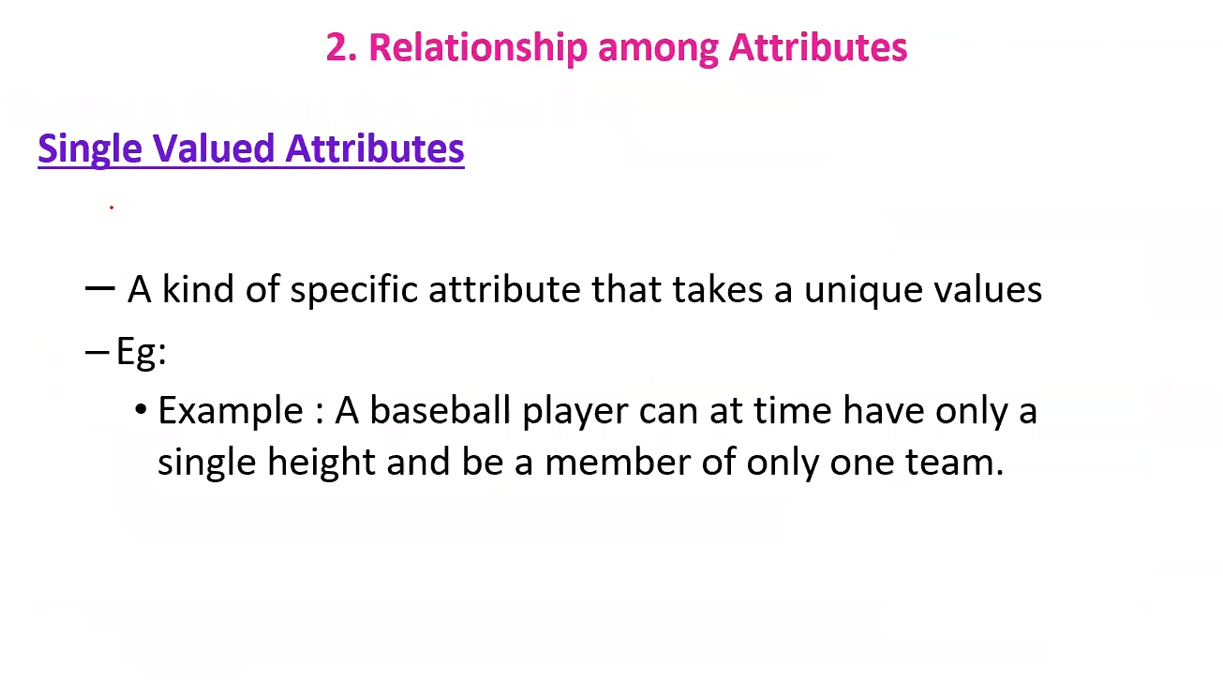 2. Relationship among Attributes
Single Valued Attributes
– A kind of specific attribute that takes a unique values
– Eg:
• Example : A baseball player can at time have only a
single height and be a member of only one team.